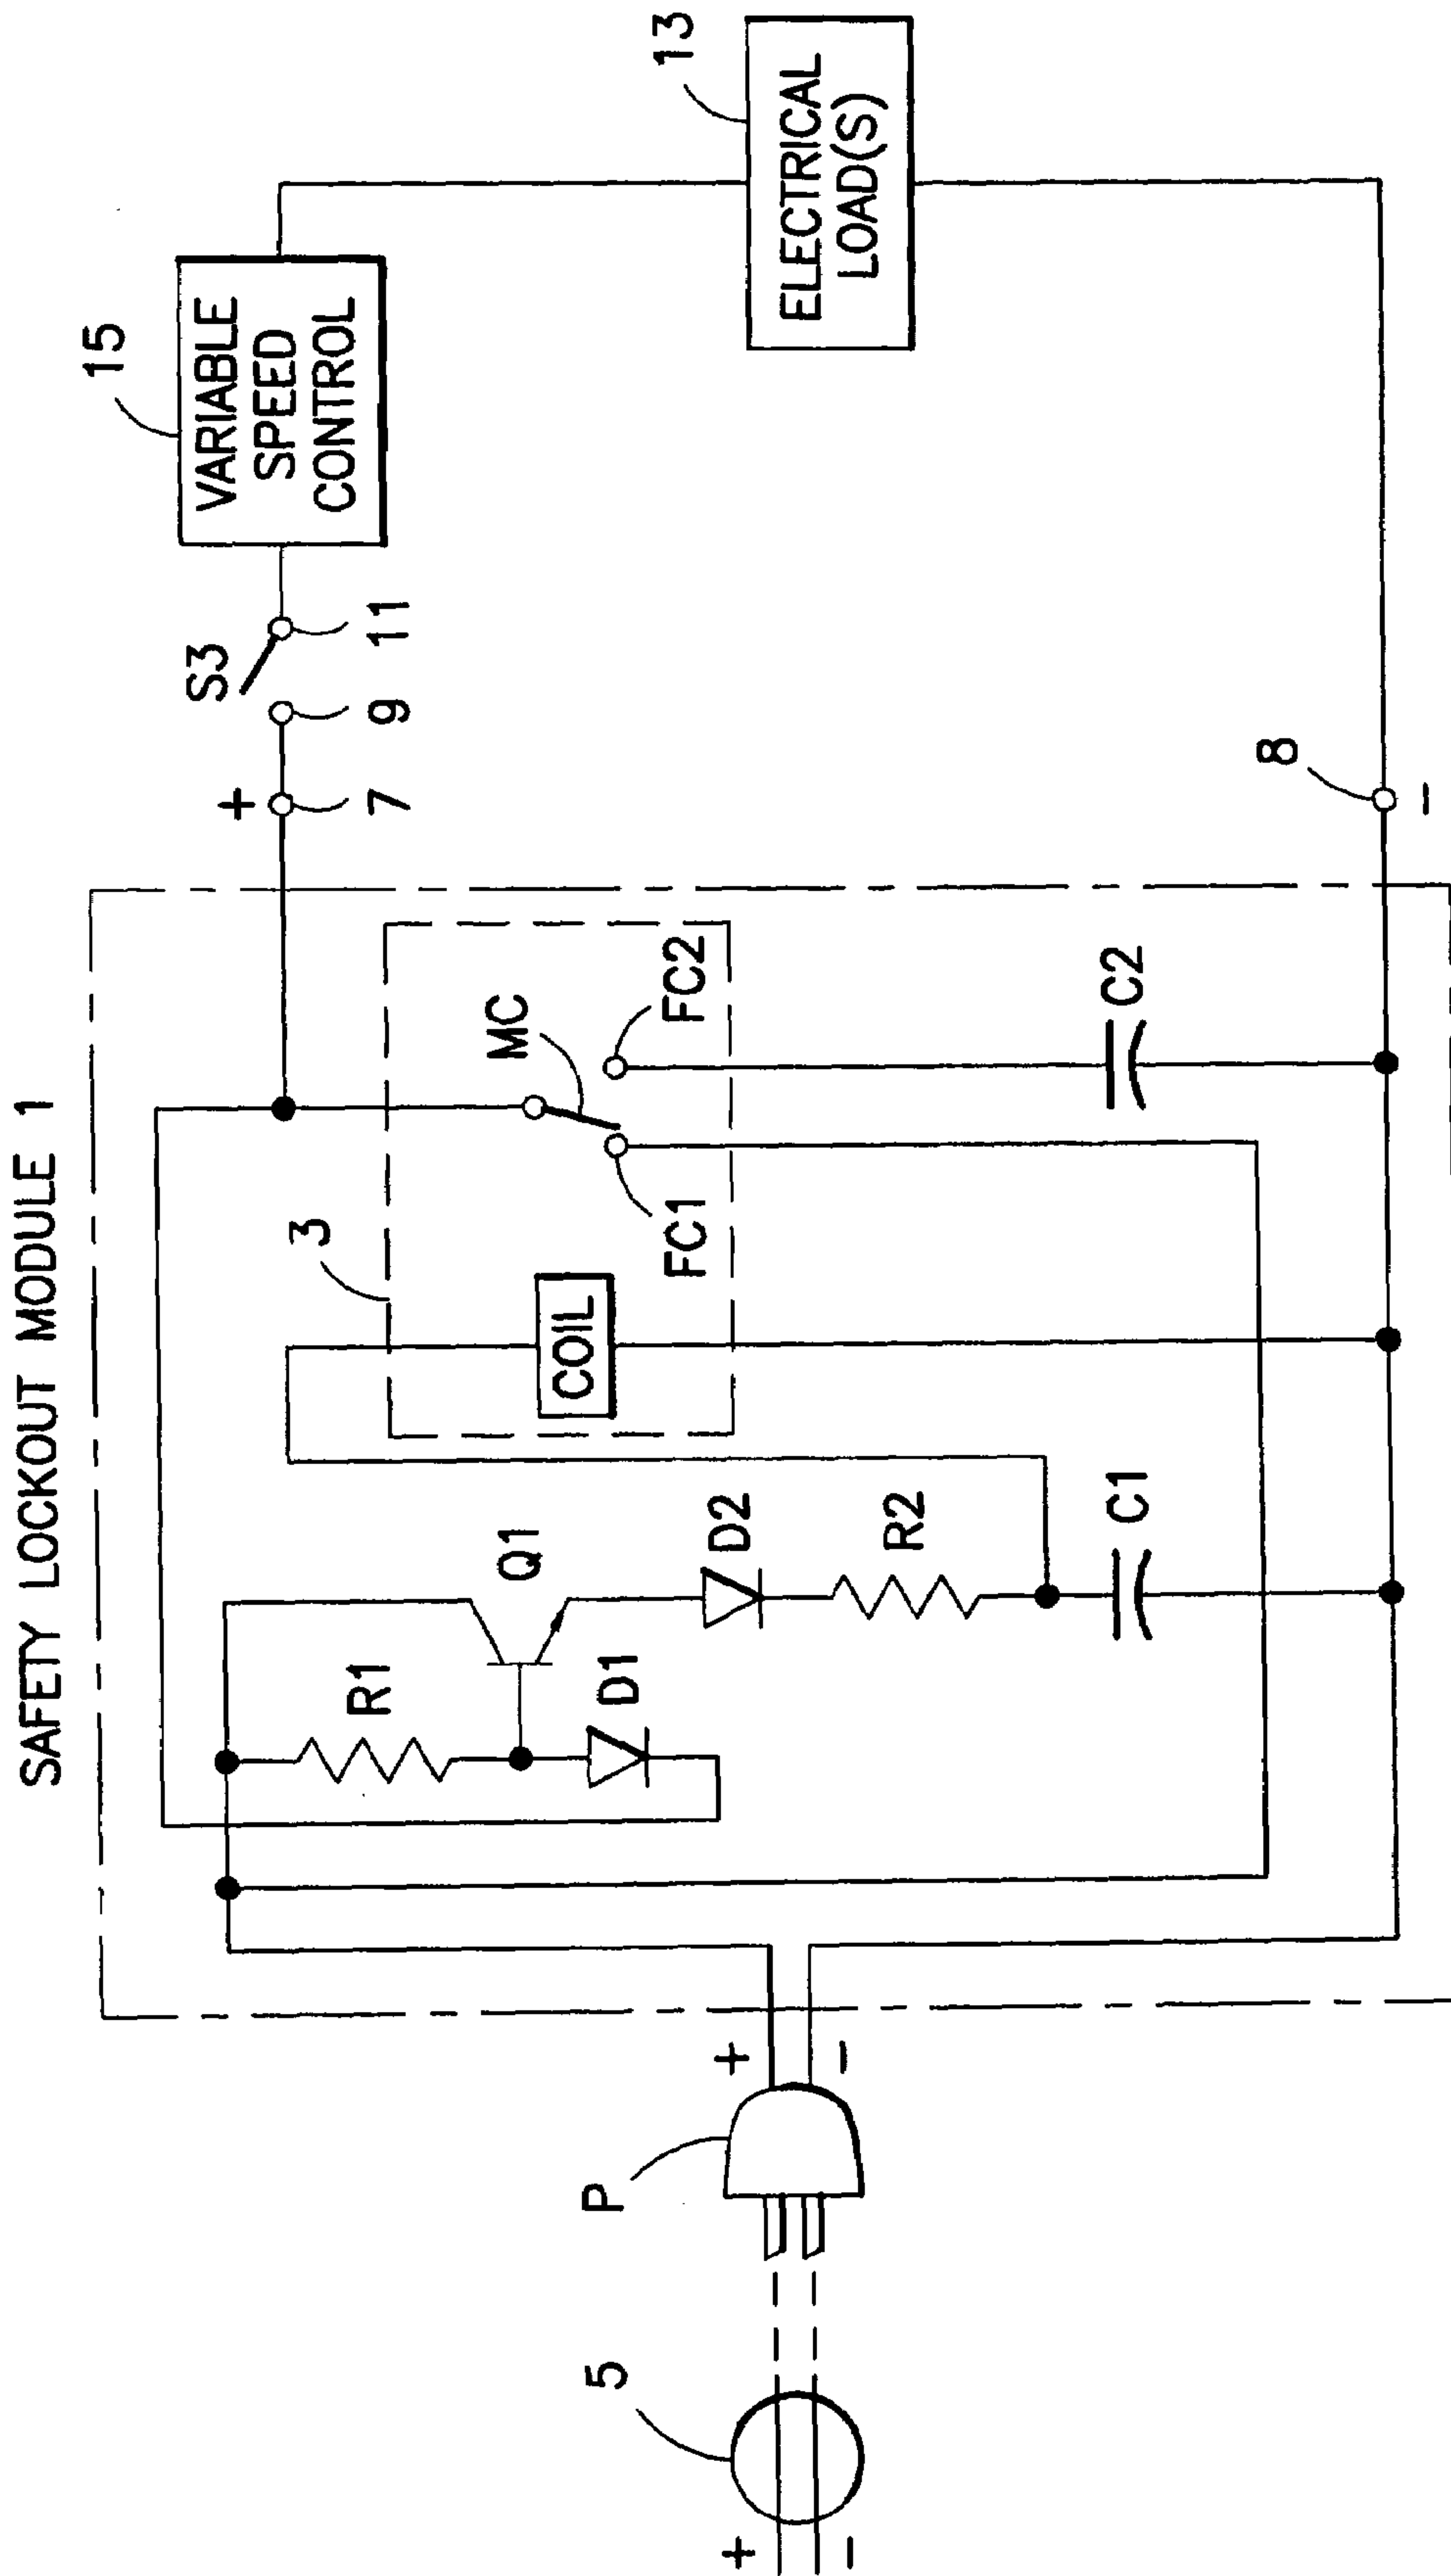 SAFETY LOCKOUT MODULE 1
15
VARIABLE
SPEED
CONTROL
S3
+
7
9
11
13
ELECTRICAL
LOAD(S)
3
COIL
MC
FC1
FC2
R1
Q1
D1
D2
R2
C1
C2
8
-
P
+
-
5
+
-